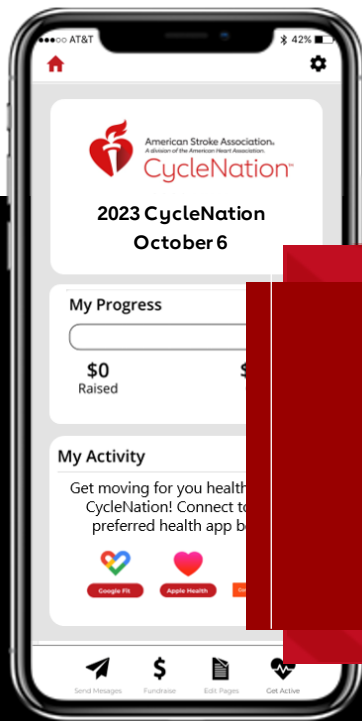 AT&T 42%
American Stroke Association.
A division of the American Heart Association.
CycleNation™
2023 CycleNation
October 6
My Progress
$0 $
Raised
My Activity
Get moving for you health
CycleNation! Connect to
preferred health app b
Google Fit Apple Health
Send Mesages Fundraise Edit Pages Get Active